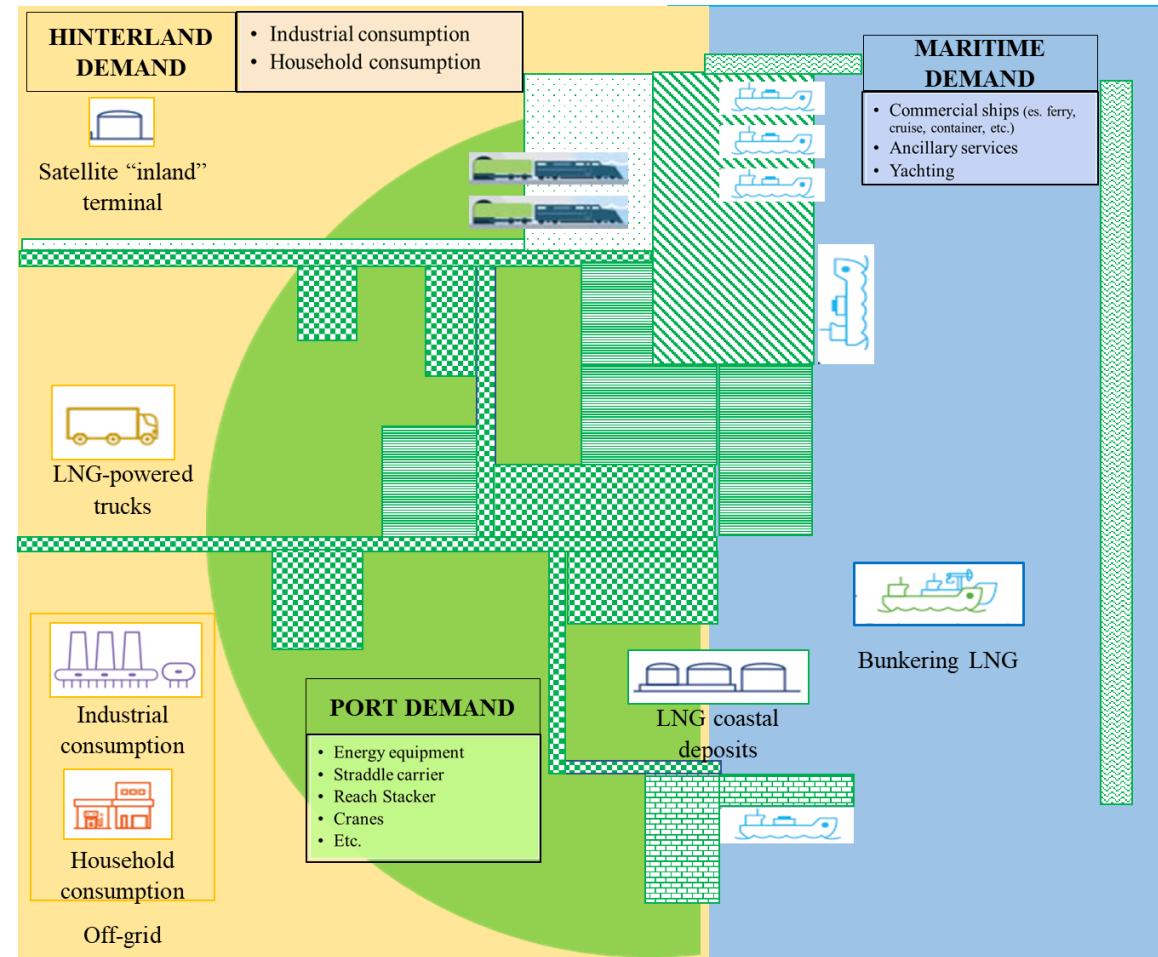 HINTERLAND
DEMAND
• Industrial consumption
• Household consumption
MARITIME
DEMAND
• Commercial ships (es. ferry,
cruise, container, etc.)
• Ancillary services
• Yachting
Satellite “inland”
terminal
LNG-powered
trucks
Industrial
consumption
Household
consumption
Off-grid
PORT DEMAND
• Energy equipment
• Straddle carrier
• Reach Stacker
• Cranes
• Etc.
LNG coastal
deposits
Bunkering LNG